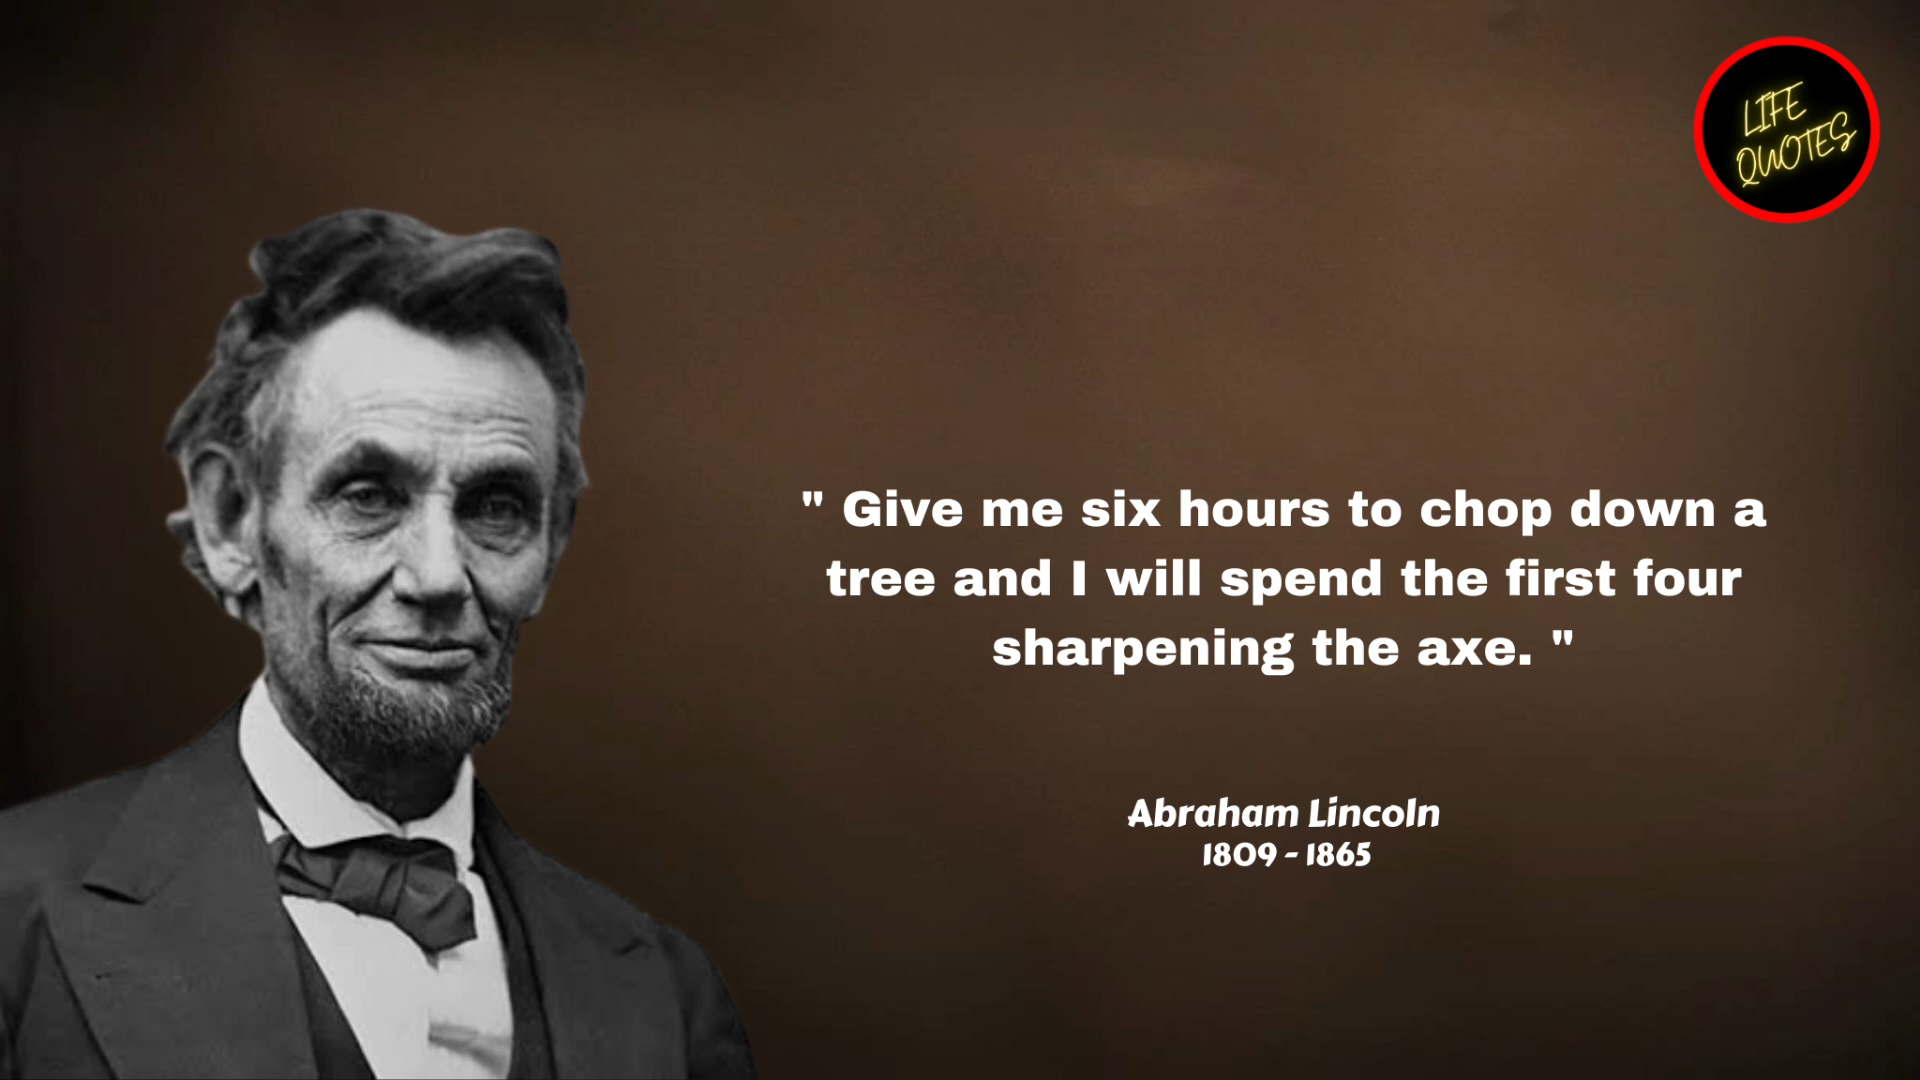 LIFE
QUOTES
" Give me six hours to chop down a
tree and I will spend the first four
sharpening the axe. "
Abraham Lincoln
1809 - 1865